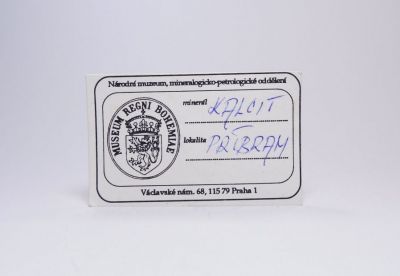 Národní muzeum, mineralogicko-petrologické oddělení
MUSEUM REGNI BOHEMIAE
minerál KALCIT
lokalita PŘÍBRAM
Václavské nám. 68, 115 79 Praha 1